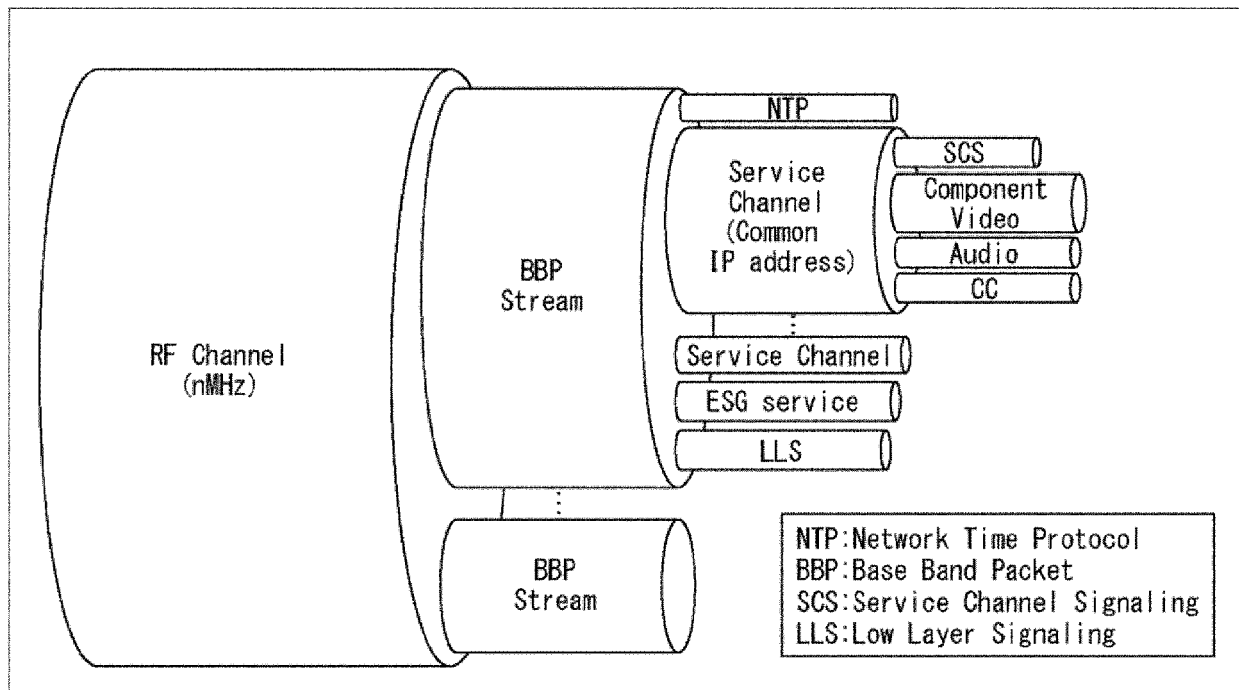 RF Channel
(nMHz)
BBP
Stream
BBP
Stream
NTP
Service
Channel
(Common
IP address)
Service Channel
ESG service
LLS
SCS
Component
Video
Audio
CC
NTP:Network Time Protocol
BBP:Base Band Packet
SCS:Service Channel Signaling
LLS:Low Layer Signaling